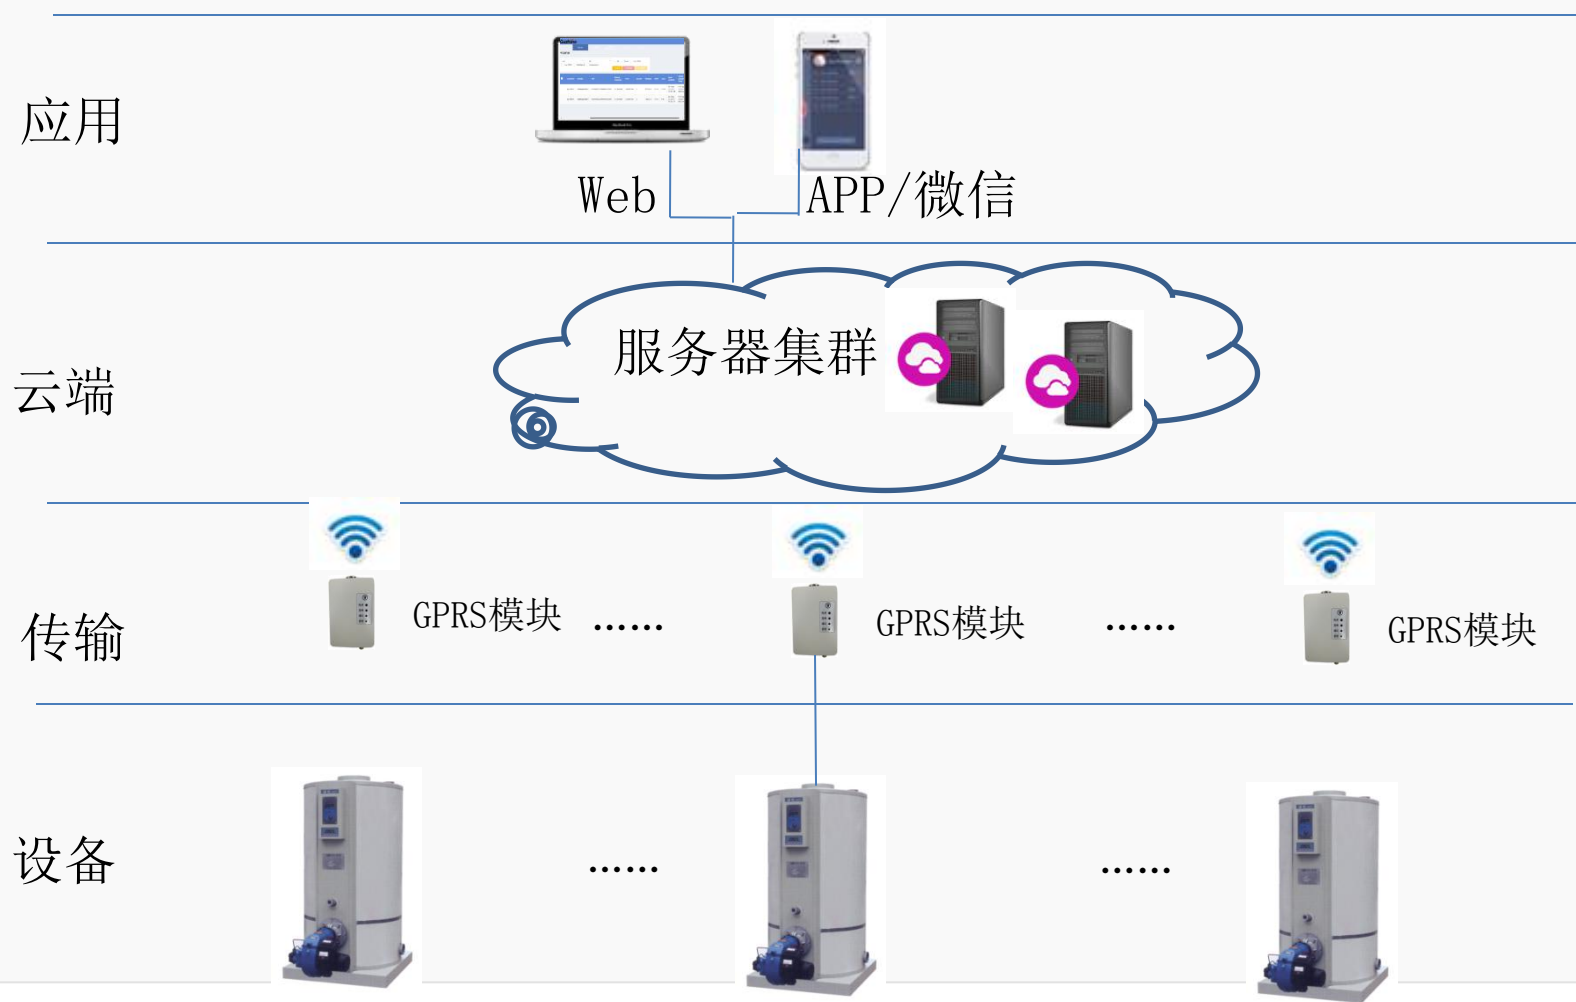 应用
Web
APP/微信
云端
服务器集群
传输
GPRS模块
……
GPRS模块
……
GPRS模块
设备
……
……